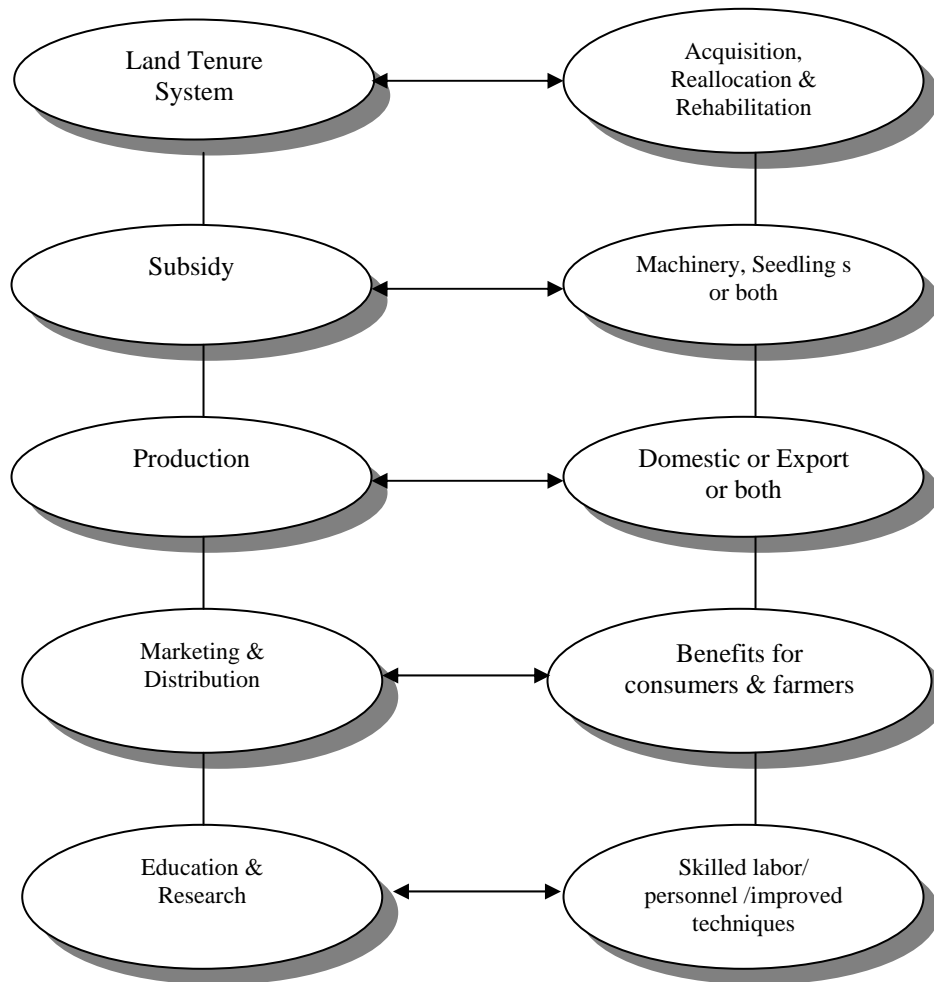 Land Tenure
System
Acquisition,
Reallocation &
Rehabilitation
Subsidy
Machinery, Seedling s
or both
Production
Domestic or Export
or both
Marketing &
Distribution
Benefits for
consumers & farmers
Education &
Research
Skilled labor/
personnel /improved
techniques